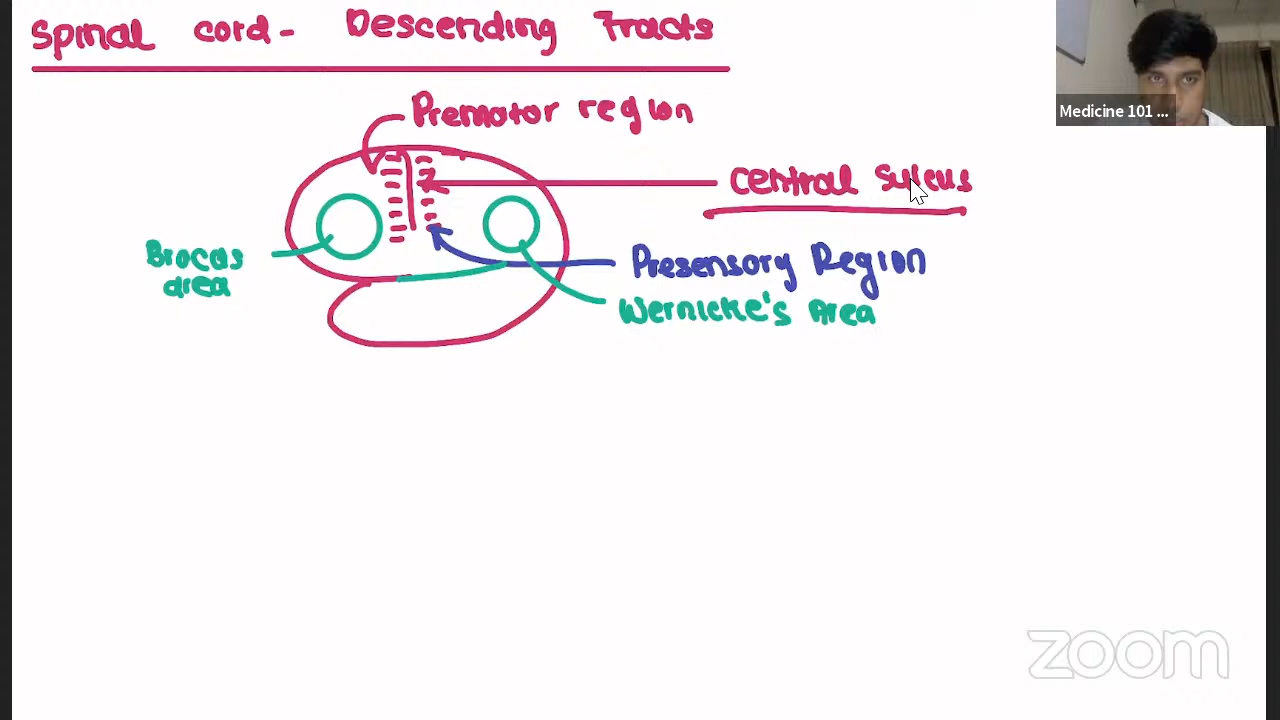 Spinal cord- Descending Tracts
Premotor region
Central Sulcus
Brocas
area
Presensory Region
Wernicke's Area
Medicine 101 ...
zoom